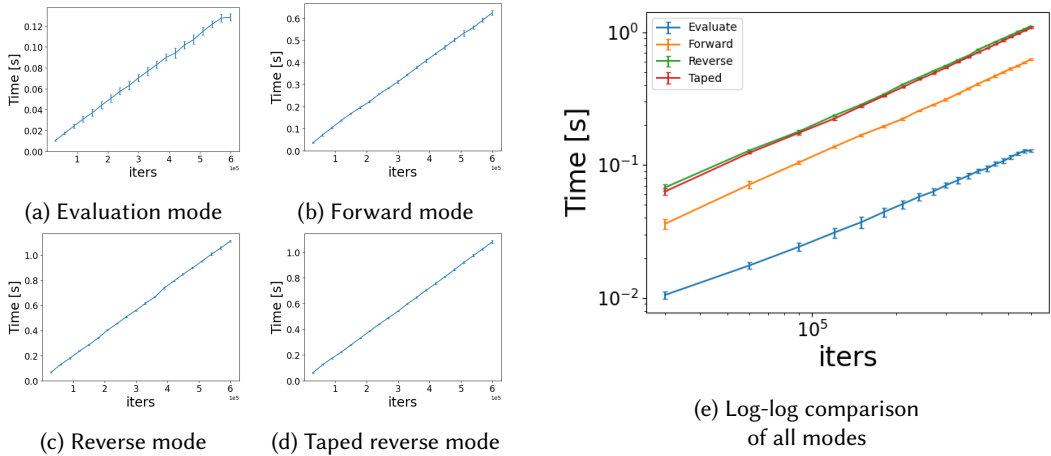 0.12
0.10
0.08
0.06
0.04
0.02
0.00
Time [s]
1 2 3 4 5 6
1e5
iters
(a) Evaluation mode
0.6
0.5
0.4
0.3
0.2
0.1
0.0
Time [s]
1 2 3 4 5 6
1e5
iters
(b) Forward mode
1.0
0.8
0.6
0.4
0.2
0.0
Time [s]
1 2 3 4 5 6
1e5
iters
(c) Reverse mode
1.0
0.8
0.6
0.4
0.2
0.0
Time [s]
1 2 3 4 5 6
1e5
iters
(d) Taped reverse mode
Evaluate
Forward
Reverse
Taped
10⁰
10⁻¹
10⁻²
Time [s]
10⁵
iters
(e) Log-log comparison
of all modes